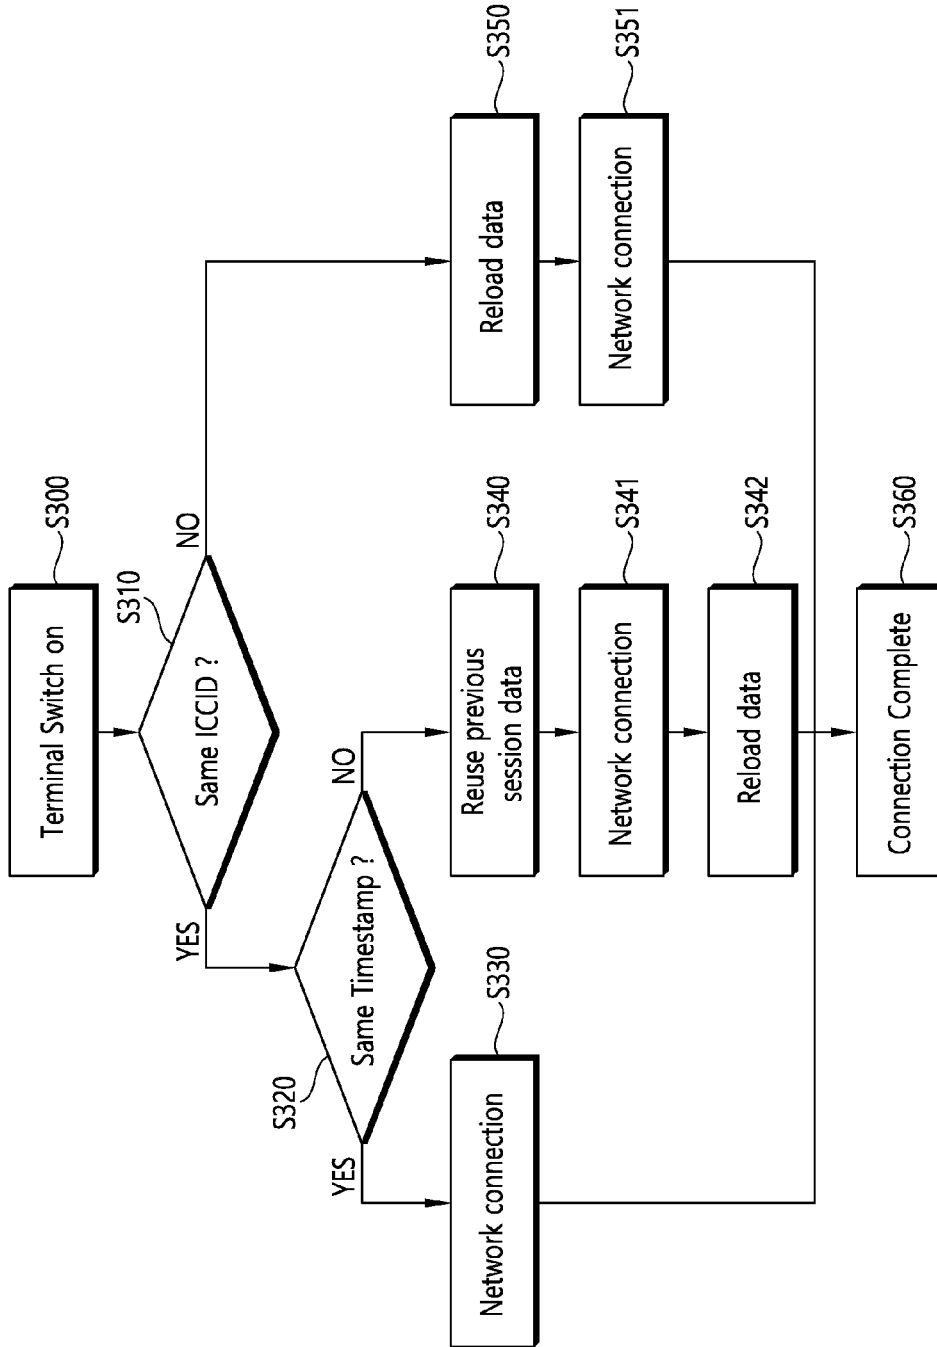 Terminal Switch on
S300
Same ICCID ?
S310
YES
NO
Same Timestamp ?
S320
YES
NO
Network connection
S330
Reuse previous
session data
S340
Network connection
S341
Reload data
S342
Reload data
S350
Network connection
S351
Connection Complete
S360